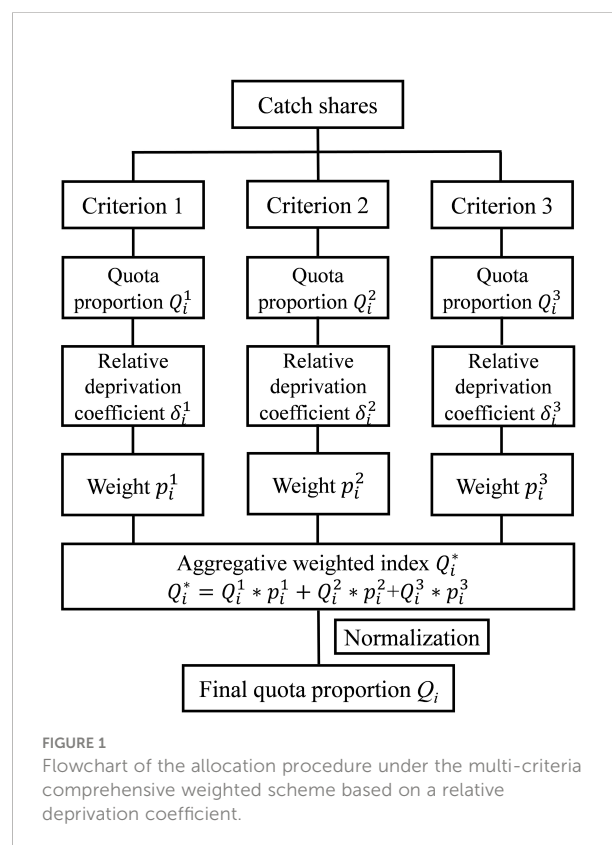 Catch shares
Criterion 1
Criterion 2
Criterion 3
Quota
proportion $Q_i^1$
Quota
proportion $Q_i^2$
Quota
proportion $Q_i^3$
Relative
deprivation
coefficient $\delta_i^1$
Relative
deprivation
coefficient $\delta_i^2$
Relative
deprivation
coefficient $\delta_i^3$
Weight $p_i^1$
Weight $p_i^2$
Weight $p_i^3$
Aggregative weighted index $Q_i^*$
$Q_i^* = Q_i^1 * p_i^1 + Q_i^2 * p_i^2 + Q_i^3 * p_i^3$
Normalization
Final quota proportion $Q_i$
FIGURE 1
Flowchart of the allocation procedure under the multi-criteria
comprehensive weighted scheme based on a relative
deprivation coefficient.